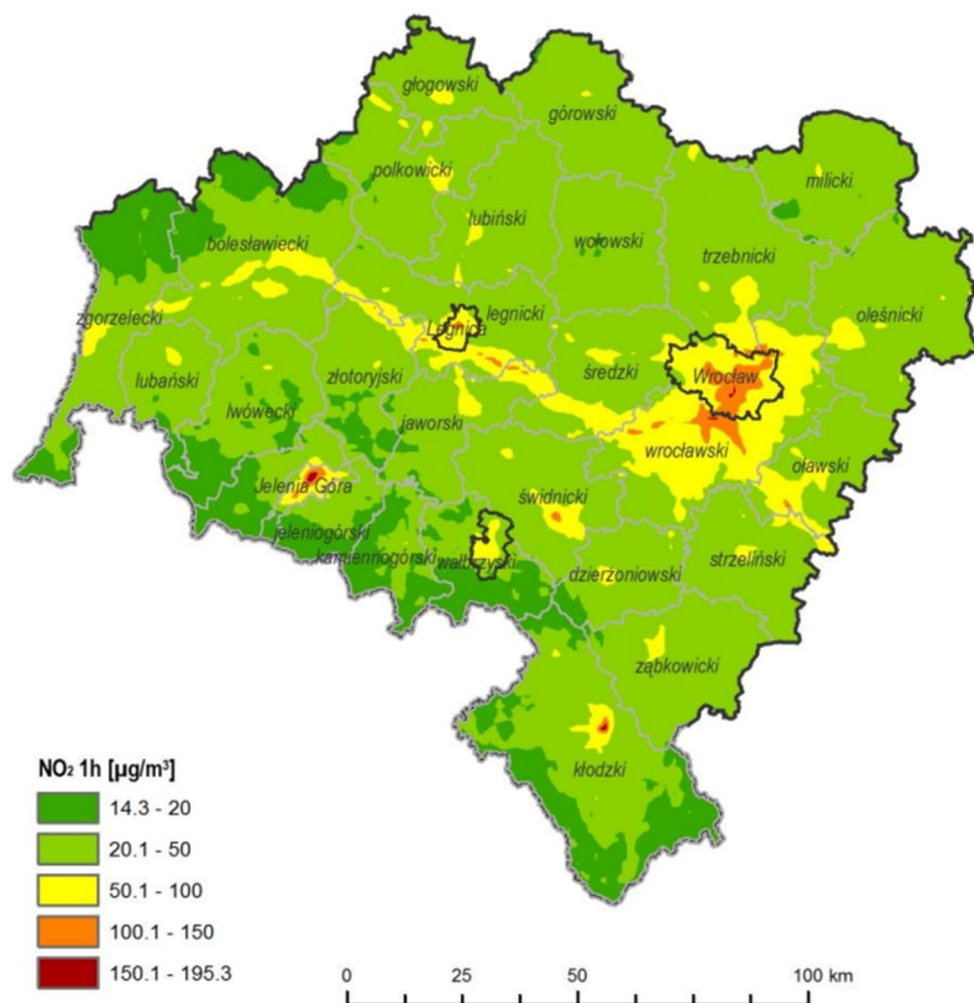 głogowski
górowski
polkowicki
milicki
lubiński
wołowski
bolesławiecki
trzebnicki
zgorzelecki
Legnica
legnicki
oleśnicki
lubański
złotoryjski
średzki
Wrocław
lwówecki
jaworski
wrocławski
oławski
Jelenia Góra
świdnicki
jeleniogórski
kamiennogórski
wałbrzyski
dzierżoniowski
strzeliński
ząbkowicki
kłodzki
NO₂ 1h [µg/m³]
14.3 - 20
20.1 - 50
50.1 - 100
100.1 - 150
150.1 - 195.3
0 25 50 100 km